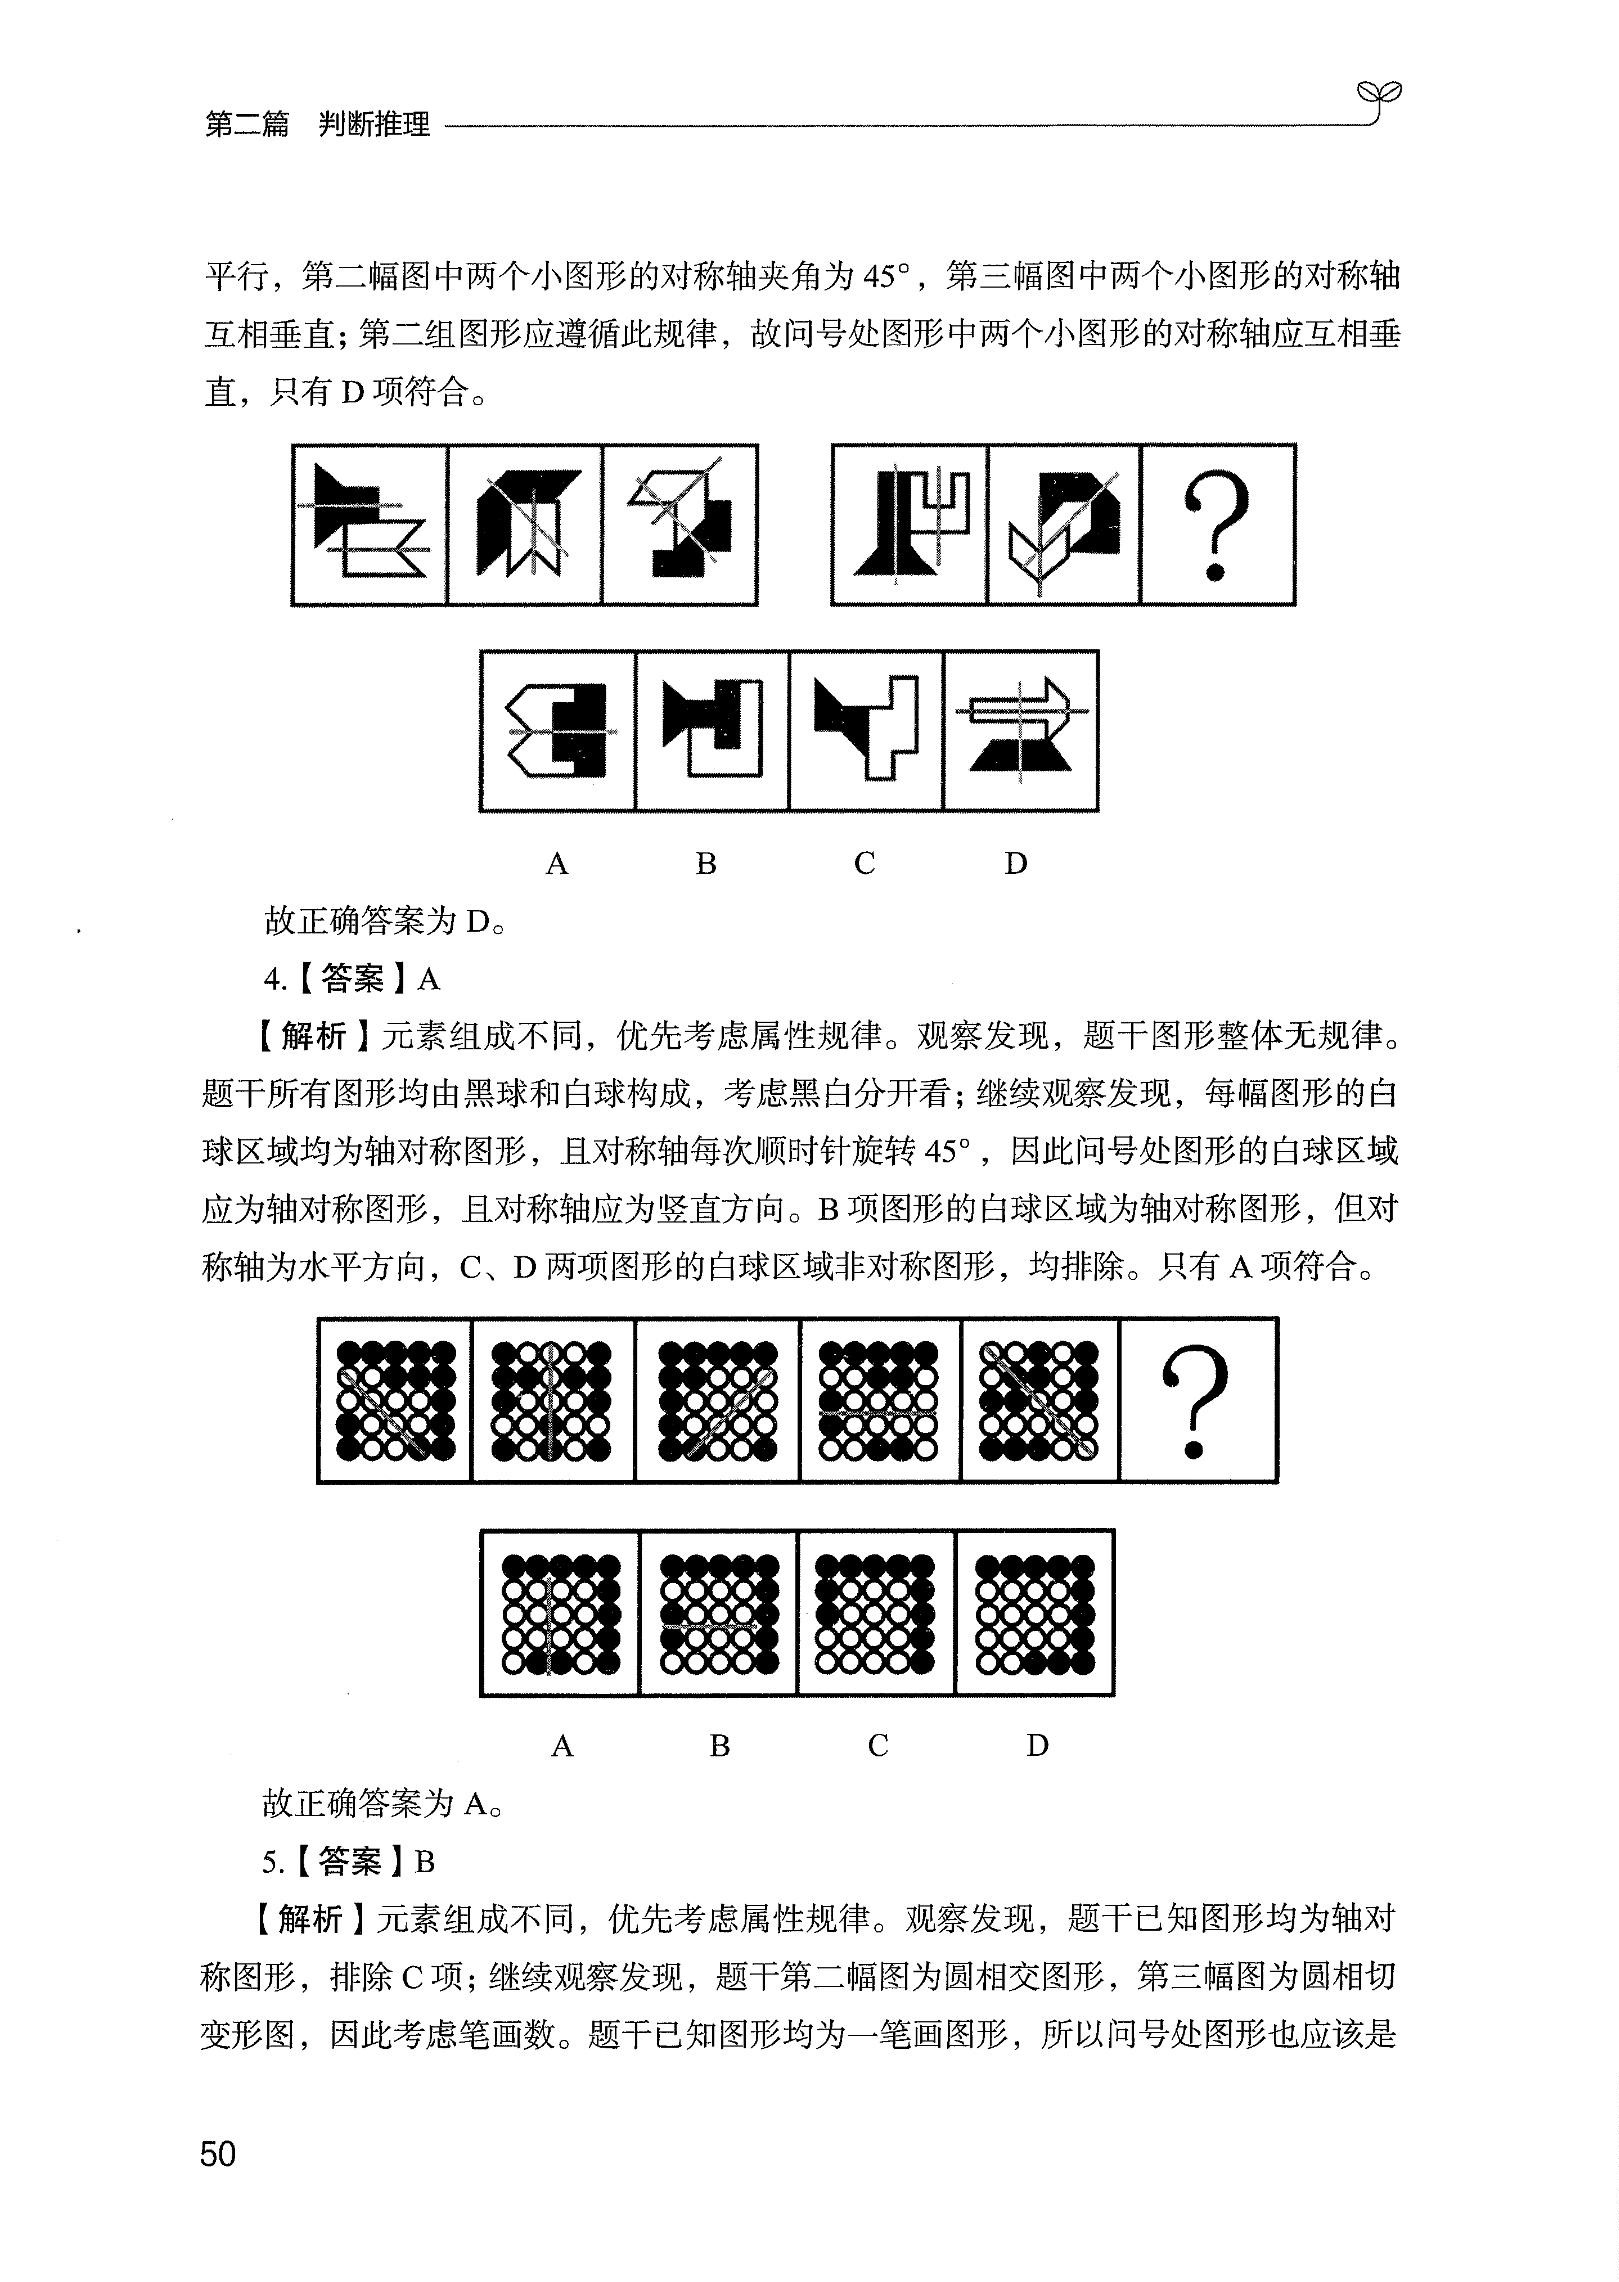 第二篇 判断推理
平行，第二幅图中两个小图形的对称轴夹角为 45°，第三幅图中两个小图形的对称轴
互相垂直；第二组图形应遵循此规律，故问号处图形中两个小图形的对称轴应互相垂
直，只有 D 项符合。
?
A B C D
故正确答案为 D。
4.【答案】A
【解析】元素组成不同，优先考虑属性规律。观察发现，题干图形整体无规律。
题干所有图形均由黑球和白球构成，考虑黑白分开看；继续观察发现，每幅图形的白
球区域均为轴对称图形，且对称轴每次顺时针旋转 45°，因此问号处图形的白球区域
应为轴对称图形，且对称轴应为竖直方向。B 项图形的白球区域为轴对称图形，但对
称轴为水平方向，C、D 两项图形的白球区域非对称图形，均排除。只有 A 项符合。
?
A B C D
故正确答案为 A。
5.【答案】B
【解析】元素组成不同，优先考虑属性规律。观察发现，题干已知图形均为轴对
称图形，排除 C 项；继续观察发现，题干第二幅图为圆相交图形，第三幅图为圆相切
变形图，因此考虑笔画数。题干已知图形均为一笔画图形，所以问号处图形也应该是
50